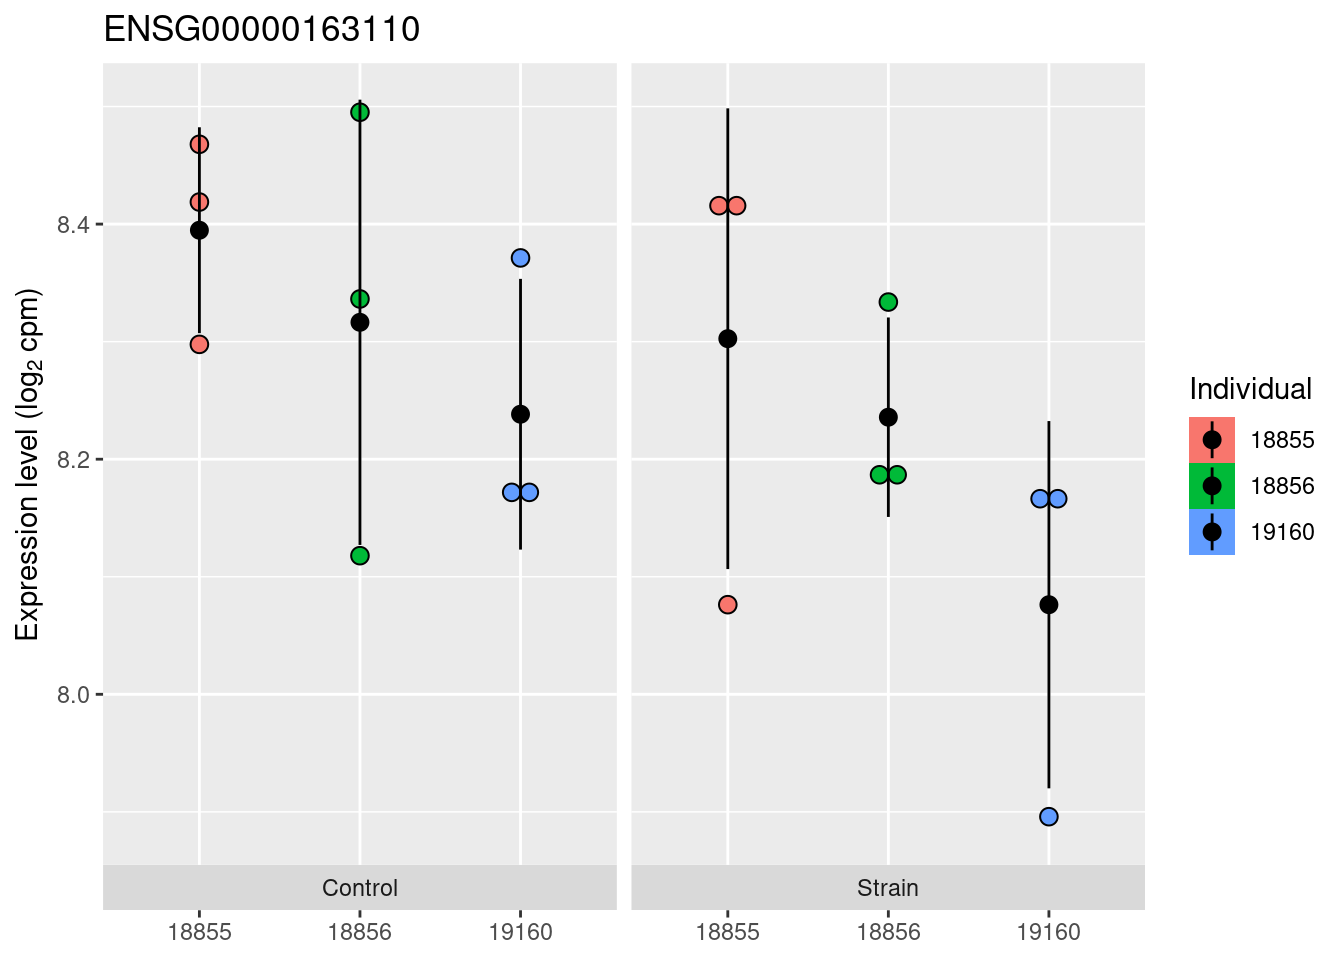 ENSG00000163110
Expression level (log₂ cpm)
8.4
8.2
8.0
Control
Strain
18855
18856
19160
18855
18856
19160
Individual
18855
18856
19160